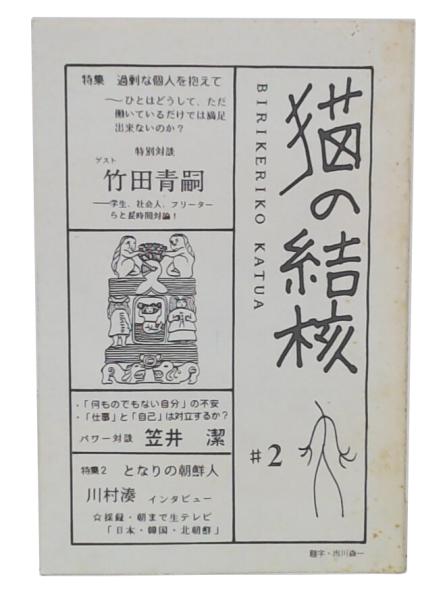 猫の結核
BIRIKERIKO KATUA
#2
特集 過剰な個人を抱えて
──ひとはどうして、ただ
働いているだけでは満足
出来ないのか？
特別対談
ゲスト
竹田青嗣
──学生、社会人、フリーター
らと長時間対論！
・「何ものでもない自分」の不安
・「仕事」と「自己」は対立するか？
パワー対談 笠井 潔
特集2 となりの朝鮮人
川村湊 インタビュー
☆採録・朝まで生テレビ
「日本・韓国・北朝鮮」